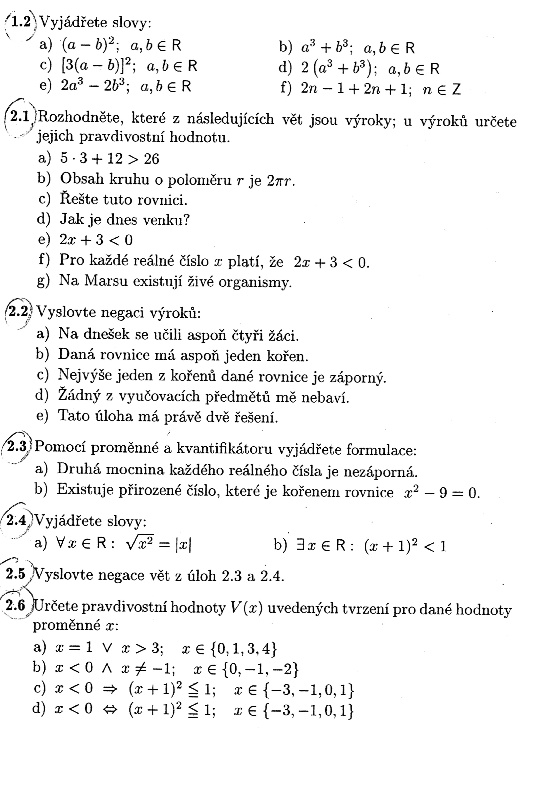 1.2 Vyjádřete slovy:
a) (a − b)²; a, b ∈ R b) a³ + b³; a, b ∈ R
c) [3(a − b)]²; a, b ∈ R d) 2 (a³ + b³); a, b ∈ R
e) 2a³ − 2b³; a, b ∈ R f) 2n − 1 + 2n + 1; n ∈ Z
2.1 Rozhodněte, které z následujících vět jsou výroky; u výroků určete
jejich pravdivostní hodnotu.
a) 5 · 3 + 12 > 26
b) Obsah kruhu o poloměru r je 2πr.
c) Řešte tuto rovnici.
d) Jak je dnes venku?
e) 2x + 3 < 0
f) Pro každé reálné číslo x platí, že 2x + 3 < 0.
g) Na Marsu existují živé organismy.
2.2 Vyslovte negaci výroků:
a) Na dnešek se učili aspoň čtyři žáci.
b) Daná rovnice má aspoň jeden kořen.
c) Nejvýše jeden z kořenů dané rovnice je záporný.
d) Žádný z vyučovacích předmětů mě nebaví.
e) Tato úloha má právě dvě řešení.
2.3 Pomocí proměnné a kvantifikátoru vyjádřete formulace:
a) Druhá mocnina každého reálného čísla je nezáporná.
b) Existuje přirozené číslo, které je kořenem rovnice x² − 9 = 0.
2.4 Vyjádřete slovy:
a) ∀x ∈ R : √x² = |x| b) ∃x ∈ R : (x + 1)² < 1
2.5 Vyslovte negace vět z úloh 2.3 a 2.4.
2.6 Určete pravdivostní hodnoty V(x) uvedených tvrzení pro dané hodnoty
proměnné x:
a) x = 1 ∨ x > 3; x ∈ {0, 1, 3, 4}
b) x < 0 ∧ x ≠ −1; x ∈ {0, −1, −2}
c) x < 0 ⇒ (x + 1)² ≦ 1; x ∈ {−3, −1, 0, 1}
d) x < 0 ⇔ (x + 1)² ≦ 1; x ∈ {−3, −1, 0, 1}